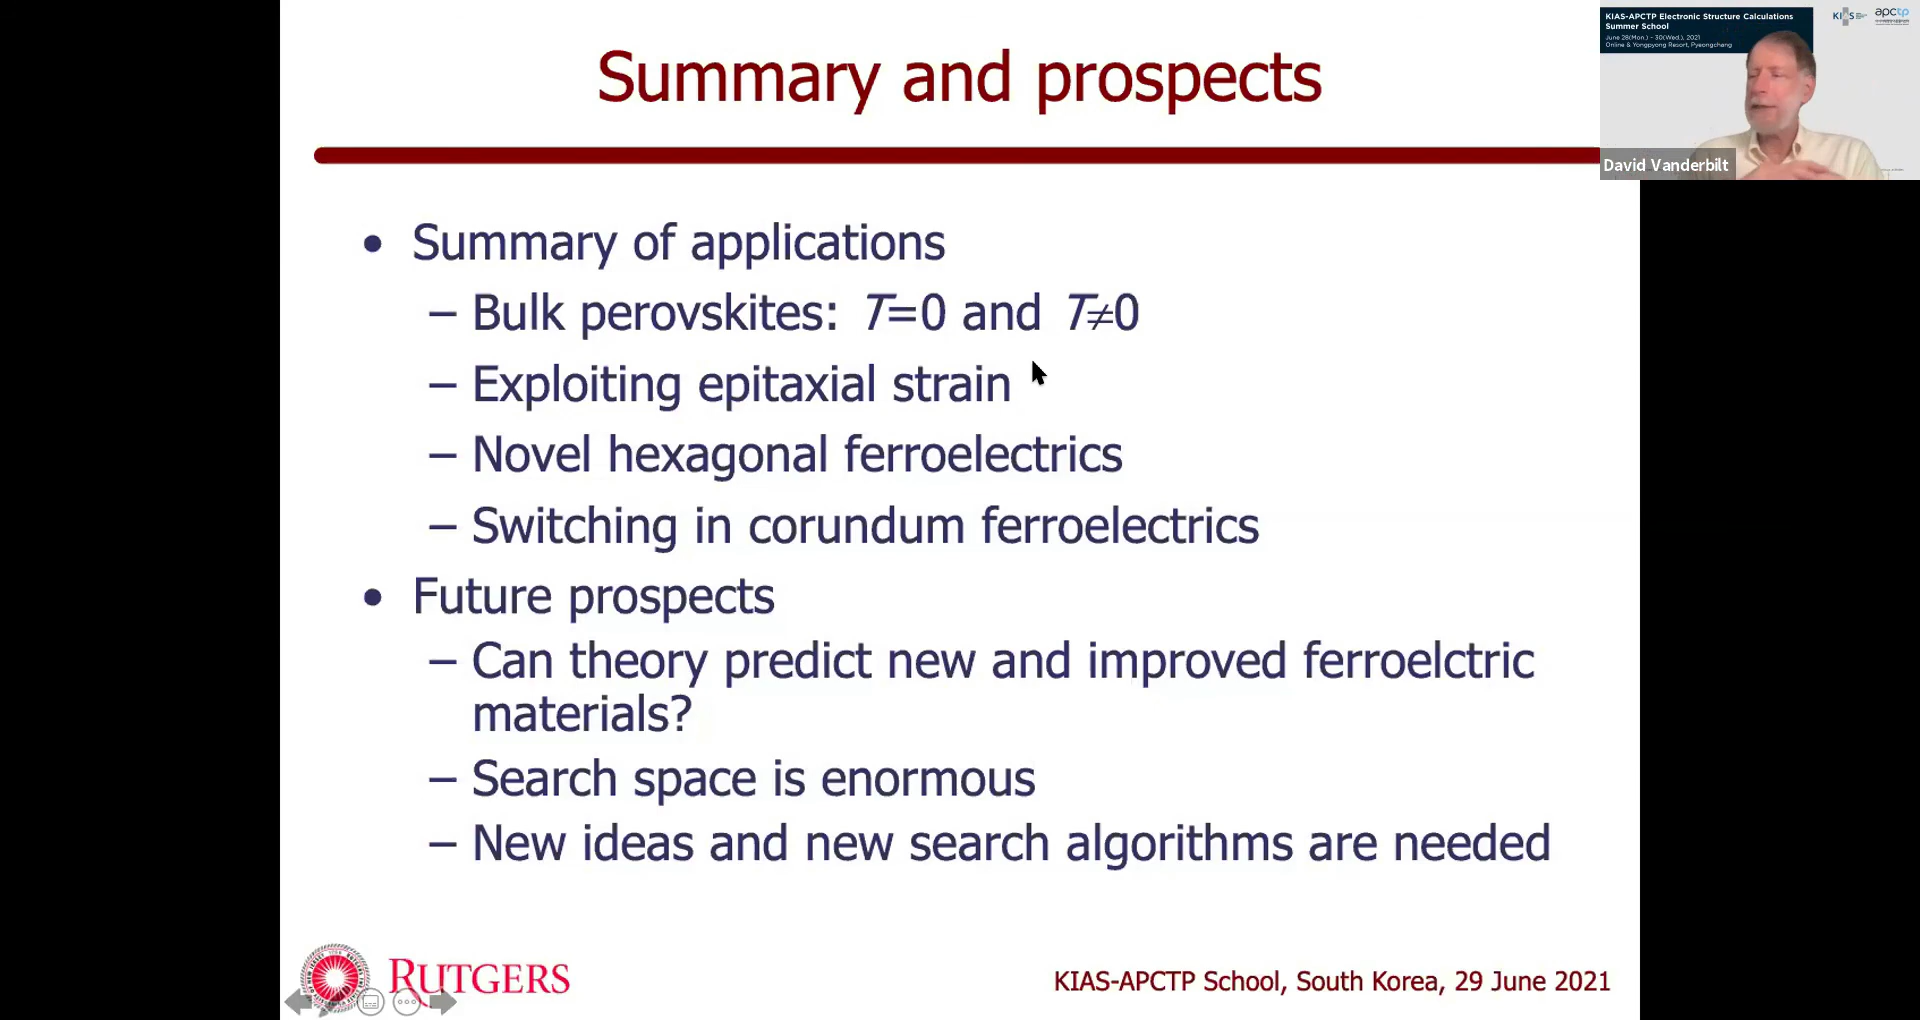 Summary and prospects
KIAS-APCTP Electronic Structure Calculations
Summer School
June 28(Mon.) - 30(Wed.), 2021
Online & Yongpyong Resort, Pyeongchang
KIAS
apctp
David Vanderbilt
• Summary of applications
– Bulk perovskites: T=0 and T≠0
– Exploiting epitaxial strain
– Novel hexagonal ferroelectrics
– Switching in corundum ferroelectrics
• Future prospects
– Can theory predict new and improved ferroelctric
materials?
– Search space is enormous
– New ideas and new search algorithms are needed
RUTGERS
KIAS-APCTP School, South Korea, 29 June 2021